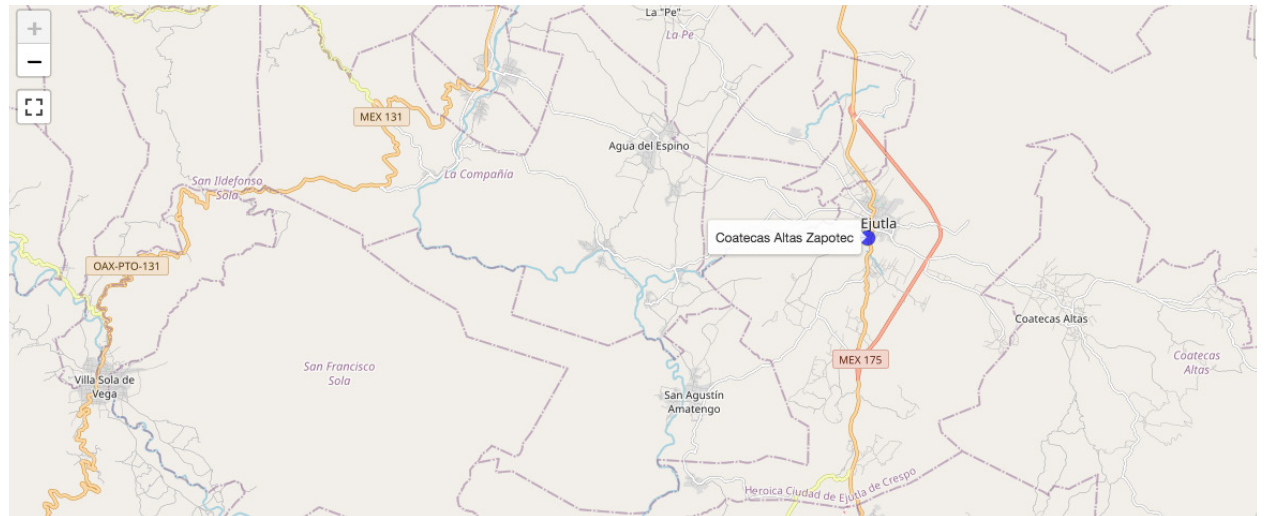 +
−
La "Pe"
La Pe
MEX 131
Agua del Espino
La Compañía
San Ildefonso
Sola
Ejutla
Coatecas Altas Zapotec
OAX-PTO-131
Coatecas Altas
San Francisco
Sola
MEX 175
Coatecas
Altas
Villa Sola de
Vega
San Agustín
Amatengo
Heroica Ciudad de Ejutla de Crespo